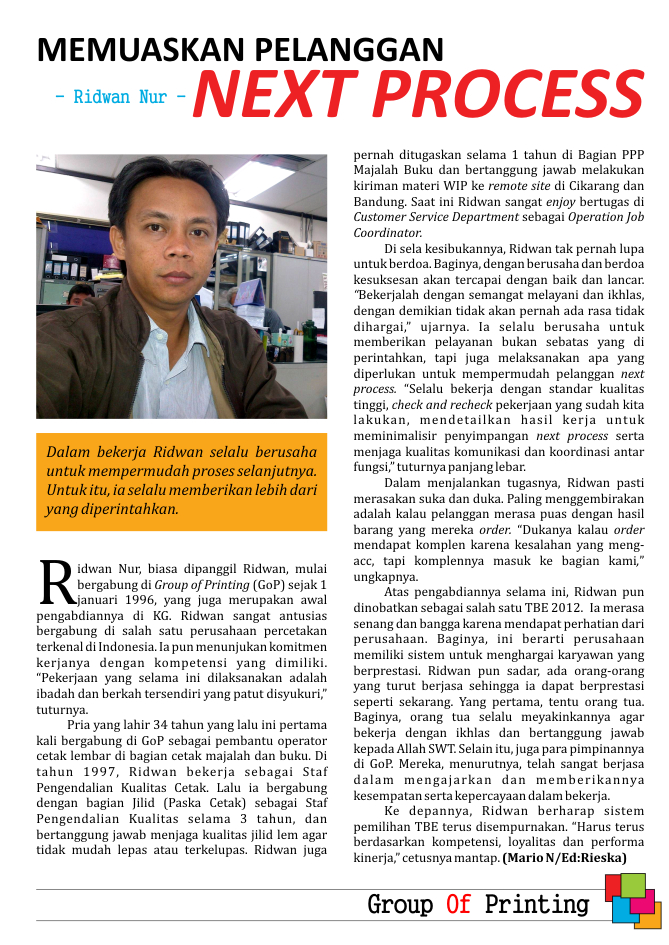 MEMUASKAN PELANGGAN
– Ridwan Nur – NEXT PROCESS
Dalam bekerja Ridwan selalu berusaha
untuk mempermudah proses selanjutnya.
Untuk itu, ia selalu memberikan lebih dari
yang diperintahkan.
Ridwan Nur, biasa dipanggil Ridwan, mulai
bergabung di Group of Printing (GoP) sejak 1
januari 1996, yang juga merupakan awal
pengabdiannya di KG. Ridwan sangat antusias
bergabung di salah satu perusahaan percetakan
terkenal di Indonesia. Ia pun menunjukan komitmen
kerjanya dengan kompetensi yang dimiliki.
“Pekerjaan yang selama ini dilaksanakan adalah
ibadah dan berkah tersendiri yang patut disyukuri,”
tuturnya.
Pria yang lahir 34 tahun yang lalu ini pertama
kali bergabung di GoP sebagai pembantu operator
cetak lembar di bagian cetak majalah dan buku. Di
tahun 1997, Ridwan bekerja sebagai Staf
Pengendalian Kualitas Cetak. Lalu ia bergabung
dengan bagian Jilid (Paska Cetak) sebagai Staf
Pengendalian Kualitas selama 3 tahun, dan
bertanggung jawab menjaga kualitas jilid lem agar
tidak mudah lepas atau terkelupas. Ridwan juga
pernah ditugaskan selama 1 tahun di Bagian PPP
Majalah Buku dan bertanggung jawab melakukan
kiriman materi WIP ke remote site di Cikarang dan
Bandung. Saat ini Ridwan sangat enjoy bertugas di
Customer Service Department sebagai Operation Job
Coordinator.
Di sela kesibukannya, Ridwan tak pernah lupa
untuk berdoa. Baginya, dengan berusaha dan berdoa
kesuksesan akan tercapai dengan baik dan lancar.
“Bekerjalah dengan semangat melayani dan ikhlas,
dengan demikian tidak akan pernah ada rasa tidak
dihargai,” ujarnya. Ia selalu berusaha untuk
memberikan pelayanan bukan sebatas yang di
perintahkan, tapi juga melaksanakan apa yang
diperlukan untuk mempermudah pelanggan next
process. “Selalu bekerja dengan standar kualitas
tinggi, check and recheck pekerjaan yang sudah kita
lakukan, mendetailkan hasil kerja untuk
meminimalisir penyimpangan next process serta
menjaga kualitas komunikasi dan koordinasi antar
fungsi,” tuturnya panjang lebar.
Dalam menjalankan tugasnya, Ridwan pasti
merasakan suka dan duka. Paling menggembirakan
adalah kalau pelanggan merasa puas dengan hasil
barang yang mereka order. “Dukanya kalau order
mendapat komplen karena kesalahan yang meng-
acc, tapi komplennya masuk ke bagian kami,”
ungkapnya.
Atas pengabdiannya selama ini, Ridwan pun
dinobatkan sebagai salah satu TBE 2012. Ia merasa
senang dan bangga karena mendapat perhatian dari
perusahaan. Baginya, ini berarti perusahaan
memiliki sistem untuk menghargai karyawan yang
berprestasi. Ridwan pun sadar, ada orang-orang
yang turut berjasa sehingga ia dapat berprestasi
seperti sekarang. Yang pertama, tentu orang tua.
Baginya, orang tua selalu meyakinkannya agar
bekerja dengan ikhlas dan bertanggung jawab
kepada Allah SWT. Selain itu, juga para pimpinannya
di GoP. Mereka, menurutnya, telah sangat berjasa
dalam mengajarkan dan memberikannya
kesempatan serta kepercayaan dalam bekerja.
Ke depannya, Ridwan berharap sistem
pemilihan TBE terus disempurnakan. “Harus terus
berdasarkan kompetensi, loyalitas dan performa
kinerja,” cetusnya mantap. (Mario N/Ed:Rieska)
Group Of Printing